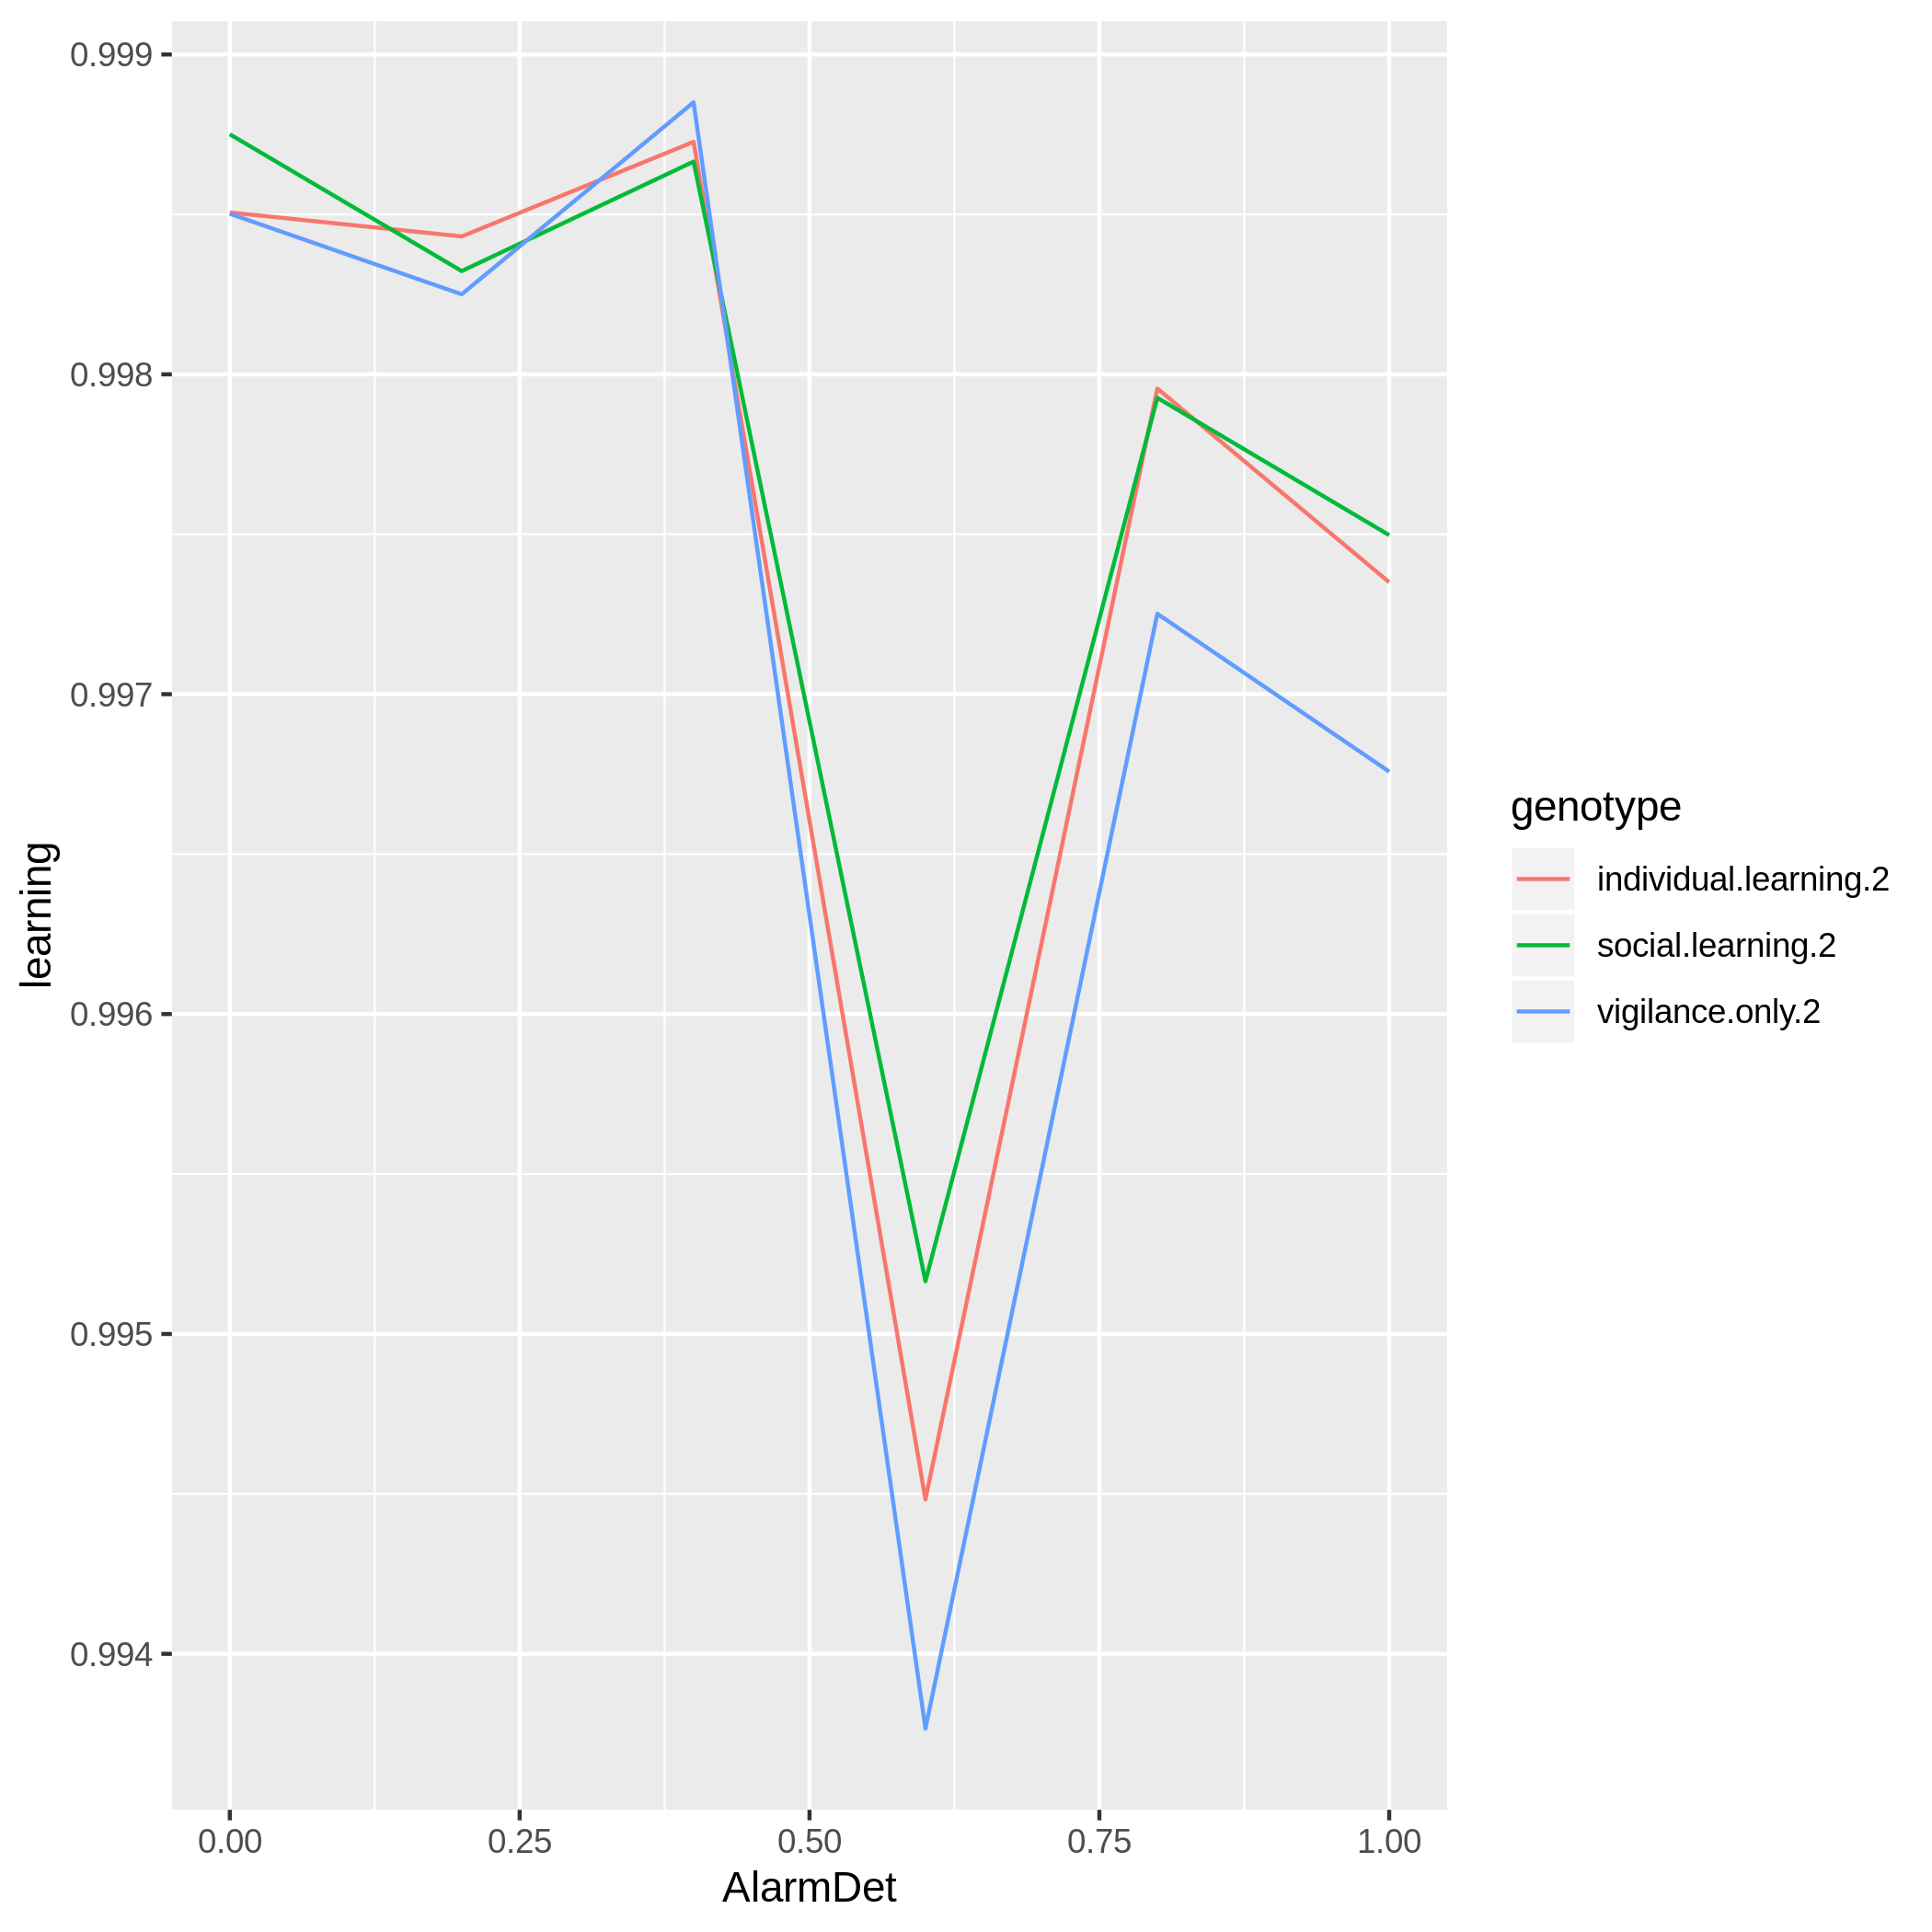 0.999
0.998
0.997
0.996
0.995
0.994
learning
0.00 0.25 0.50 0.75 1.00
AlarmDet
genotype
individual.learning.2
social.learning.2
vigilance.only.2